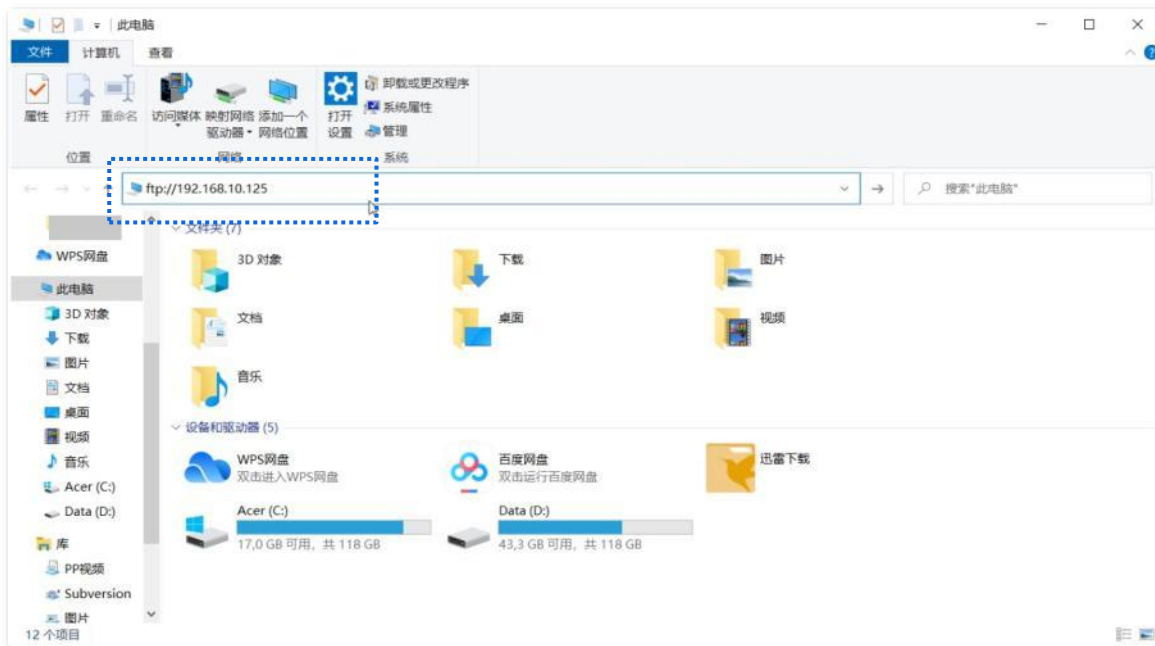 此电脑
文件 计算机 查看
属性 打开 重命名 访问媒体 映射网络驱动器 添加一个网络位置 打开设置 卸载或更改程序
系统属性
管理
位置 网络 系统
ftp://192.168.10.125
搜索"此电脑"
WPS网盘
此电脑
3D 对象
下载
图片
文档
桌面
视频
音乐
Acer (C:)
Data (D:)
库
PP视频
Subversion
图片
文件夹 (7)
3D 对象 下载 图片
文档 桌面 视频
音乐
设备和驱动器 (5)
WPS网盘 百度网盘 迅雷下载
双击进入WPS网盘 双击运行百度网盘
Acer (C:) Data (D:)
17,0 GB 可用, 共 118 GB 43,3 GB 可用, 共 118 GB
12 个项目